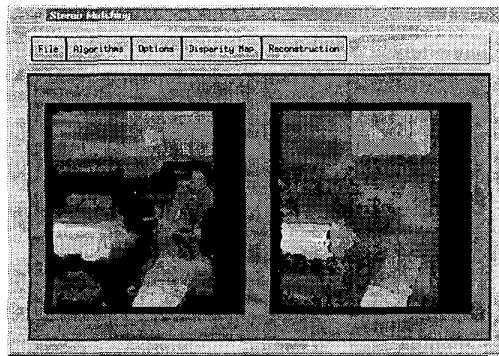 Stereo Matching
File Algorithms Options Disparity Map Reconstruction